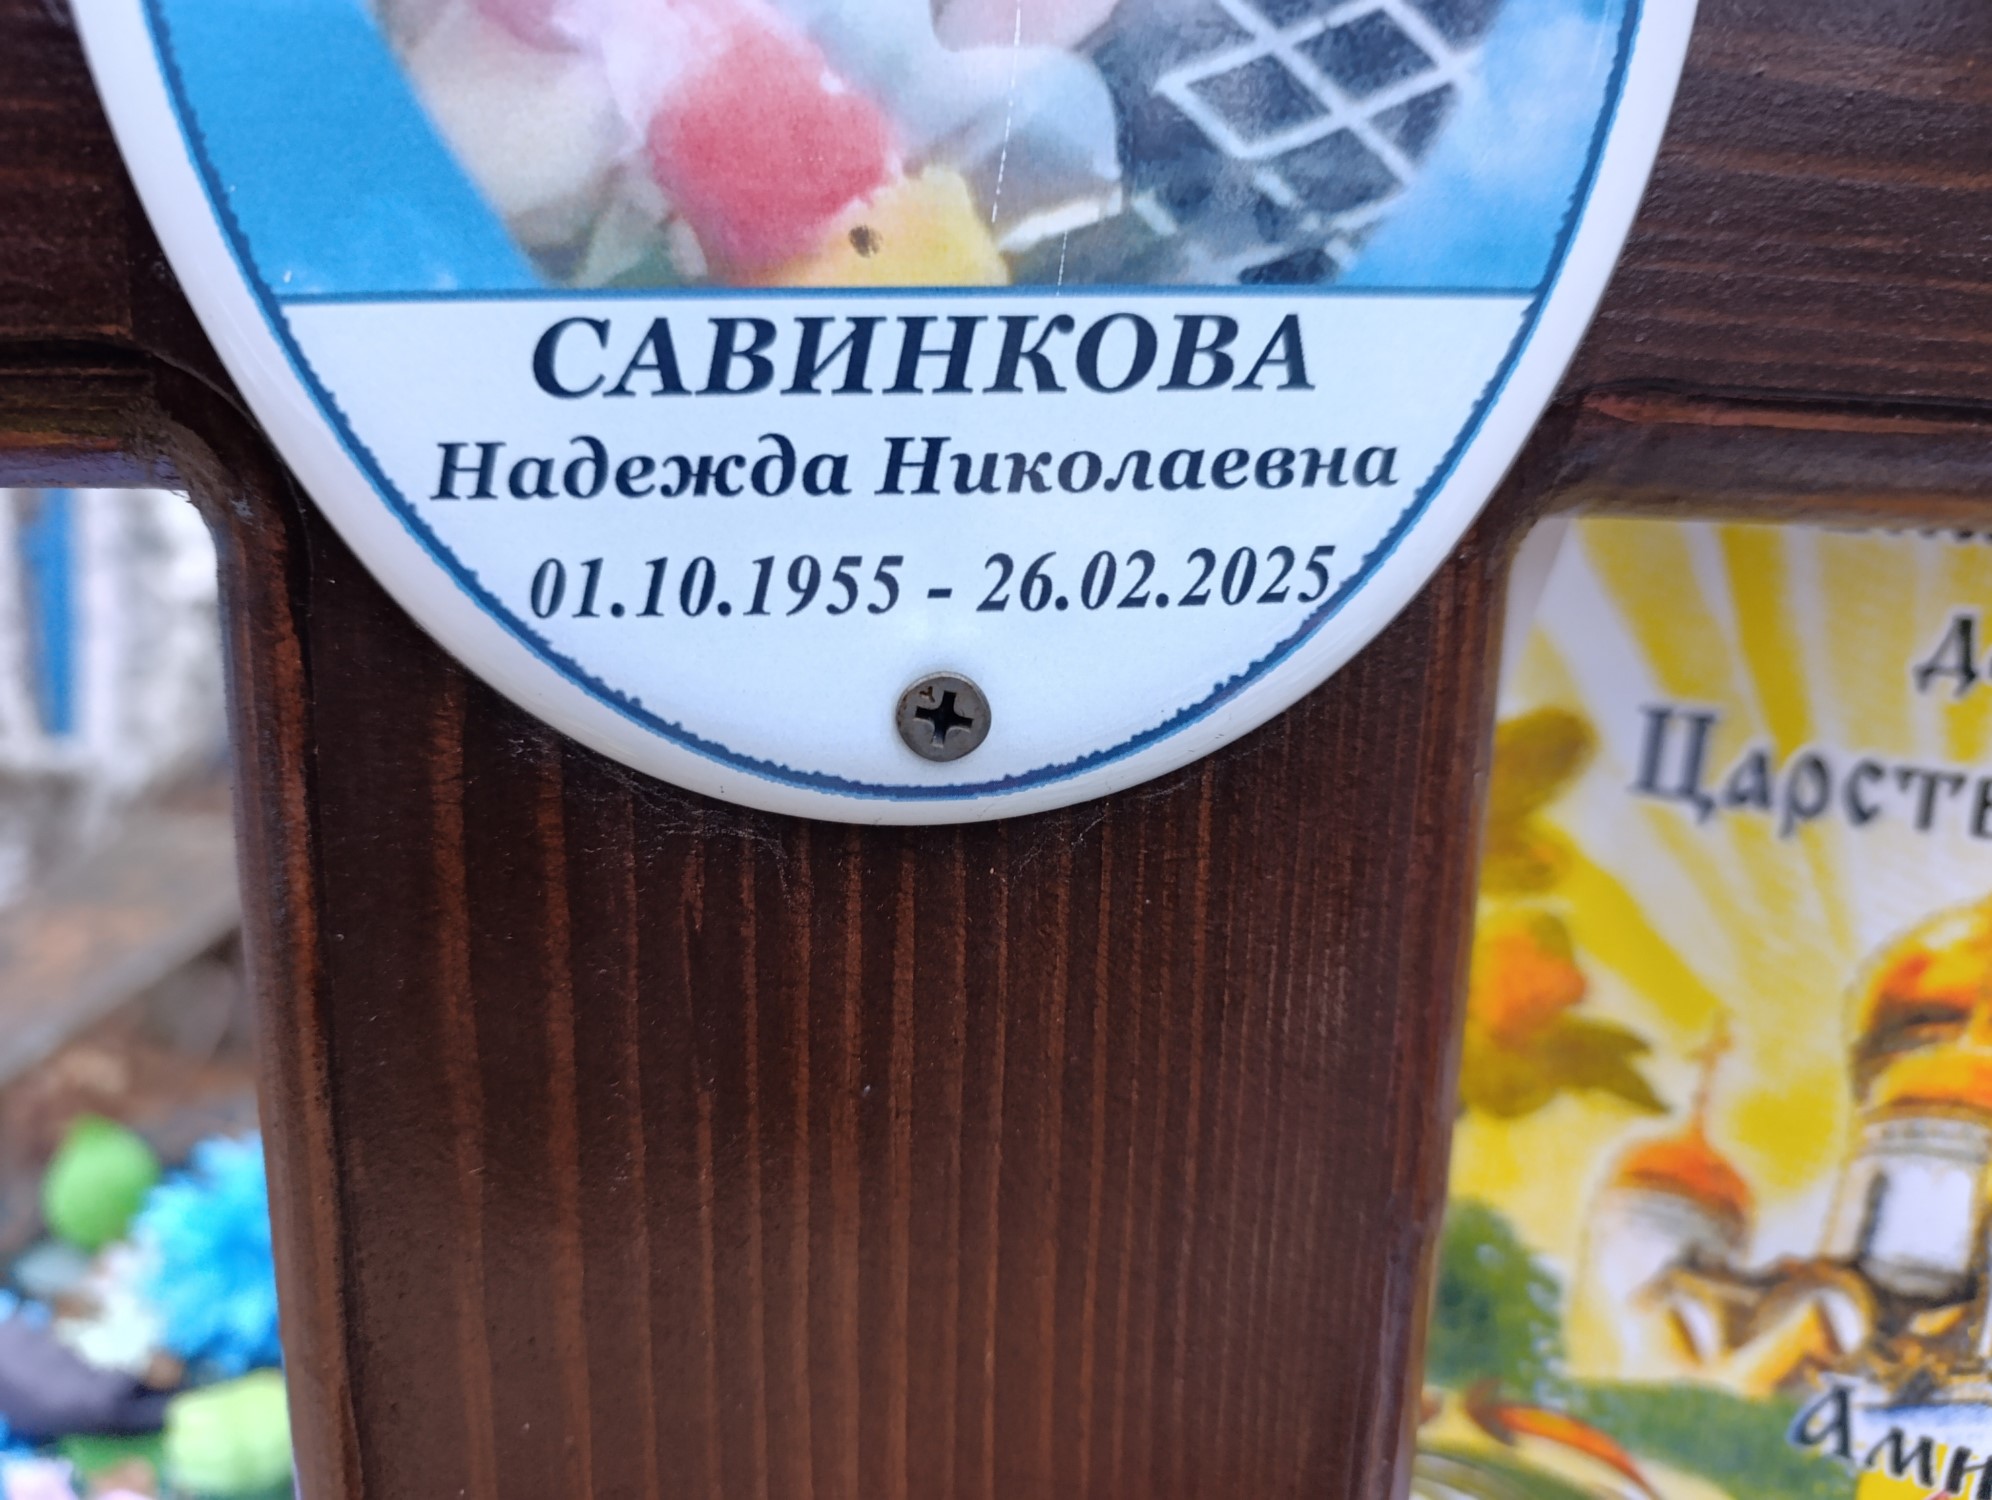 САВИНКОВА
Надежда Николаевна
01.10.1955 - 26.02.2025